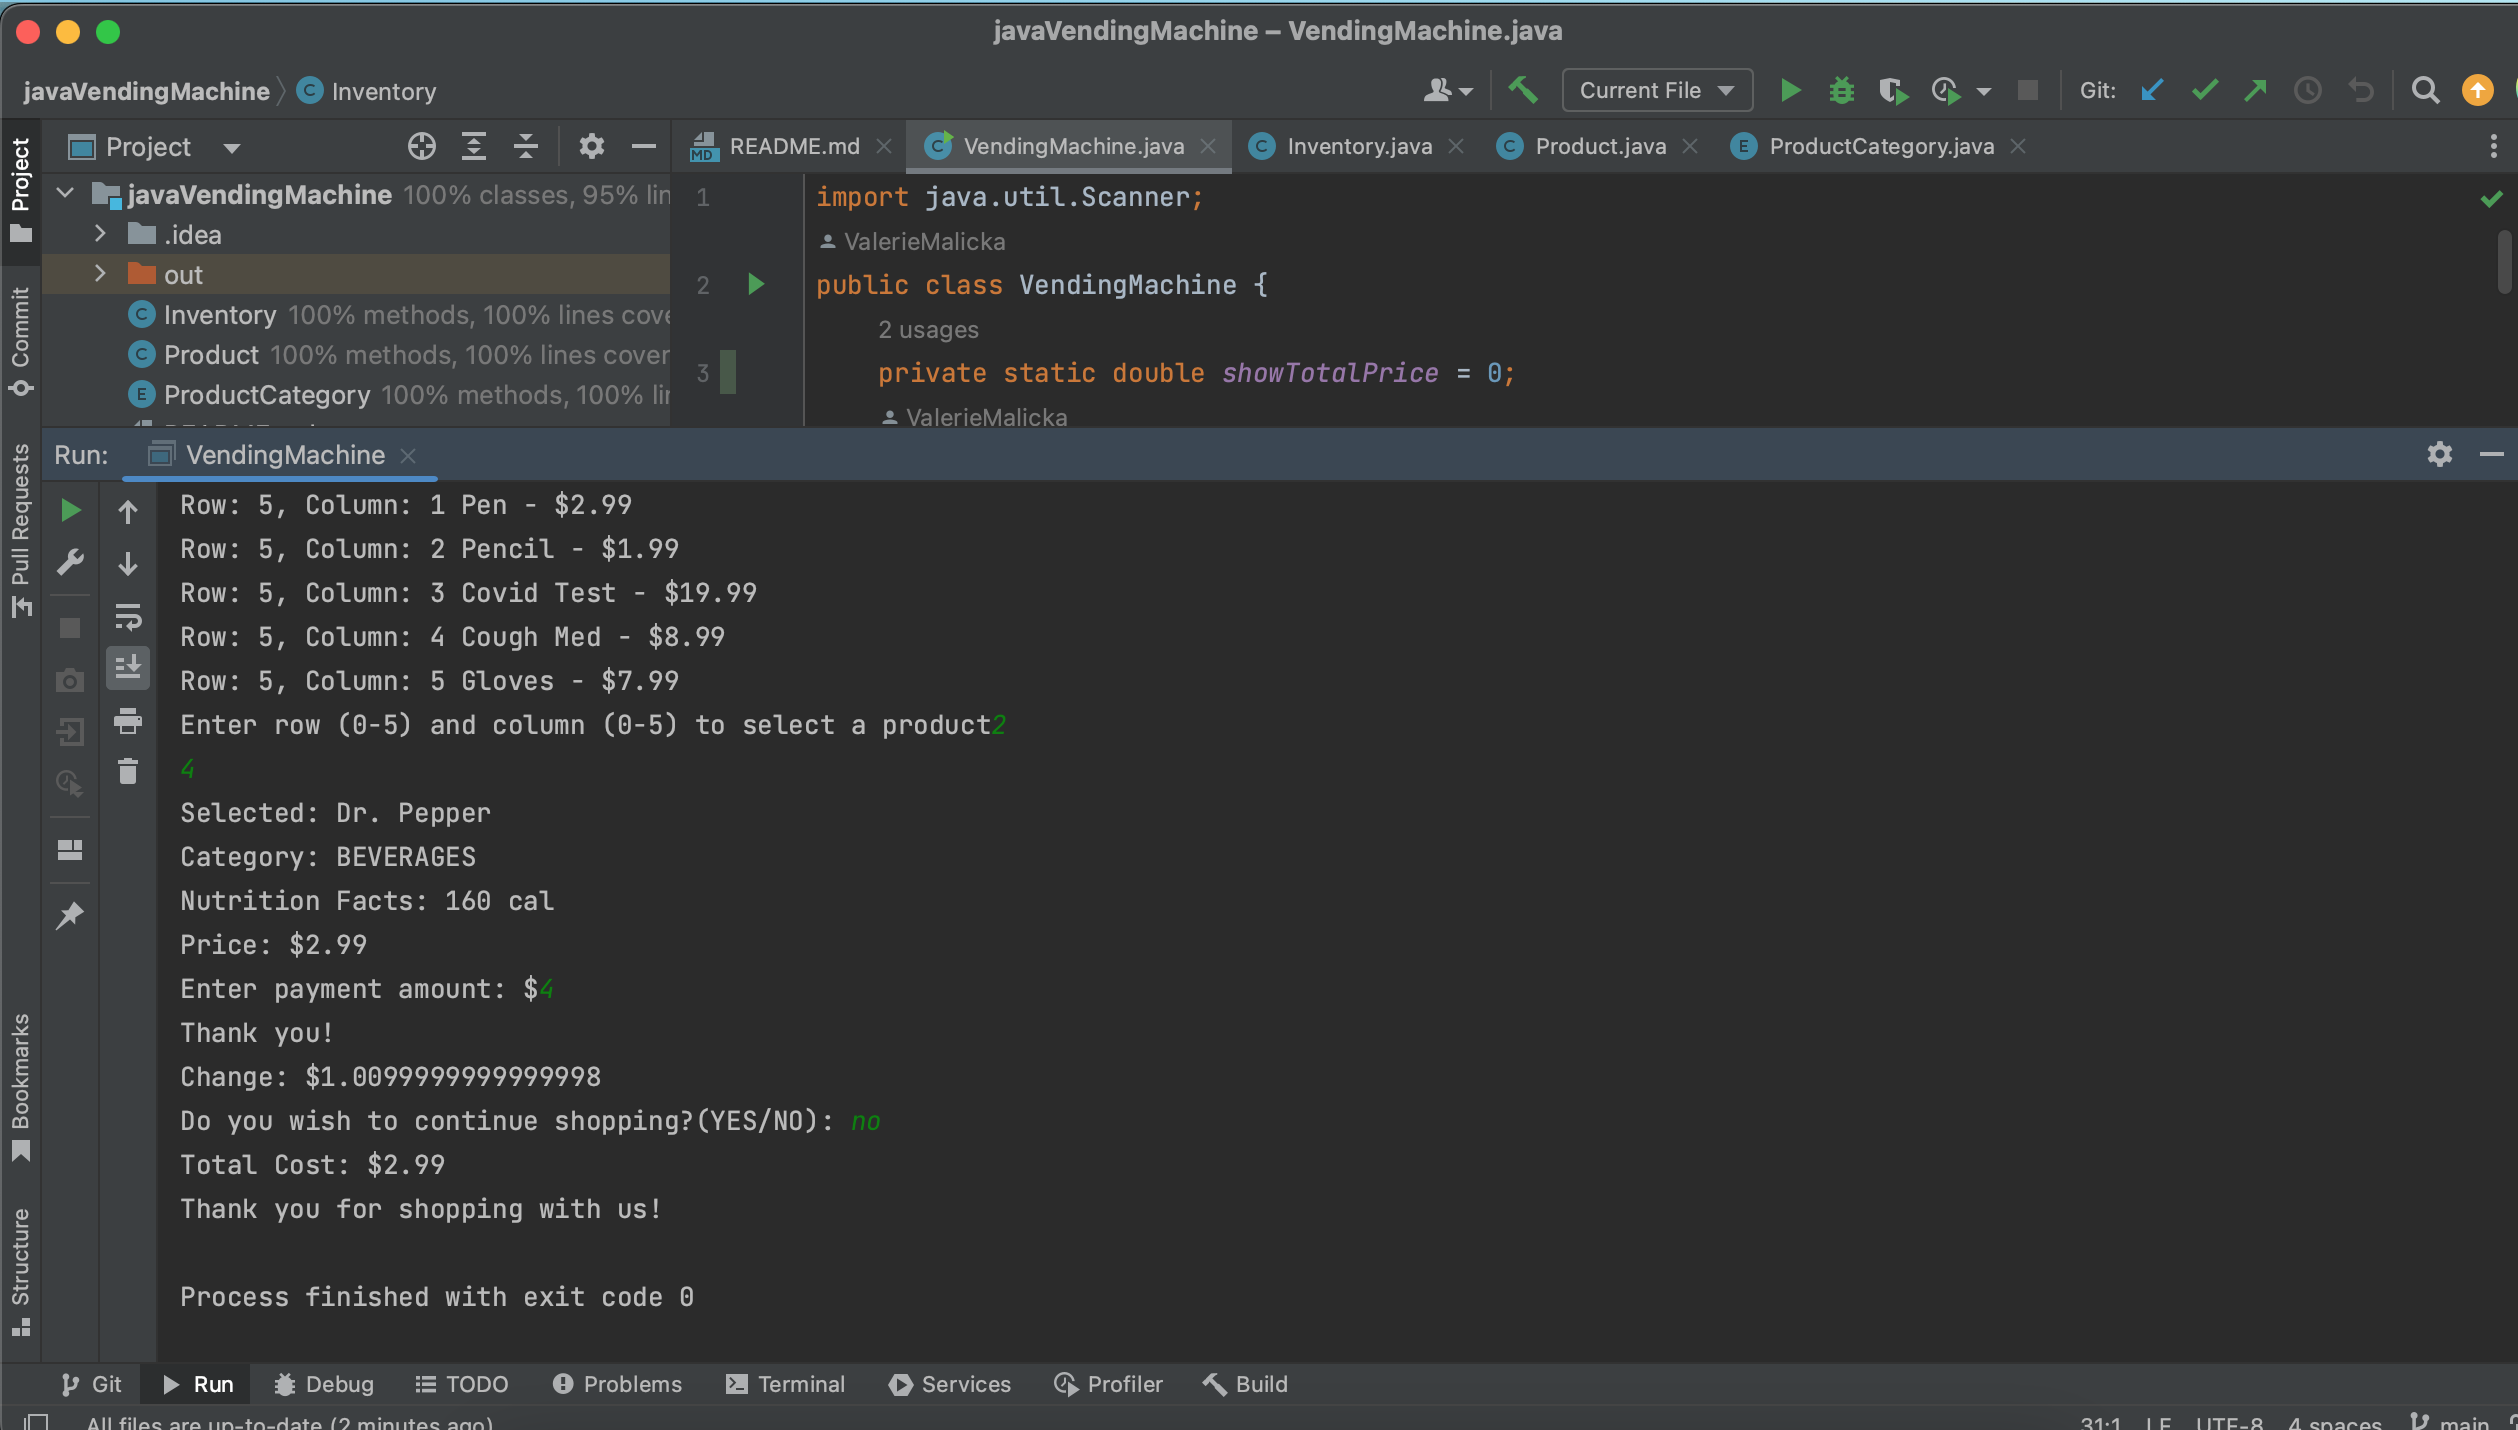 javaVendingMachine – VendingMachine.java
javaVendingMachine Inventory
Current File
Git:
Project
README.md
VendingMachine.java
Inventory.java
Product.java
ProductCategory.java
Project
Commit
Pull Requests
Bookmarks
Structure
javaVendingMachine 100% classes, 95% lin
.idea
out
Inventory 100% methods, 100% lines cove
Product 100% methods, 100% lines cover
ProductCategory 100% methods, 100% li
1 import java.util.Scanner;
ValerieMalicka
2 public class VendingMachine {
2 usages
3 private static double showTotalPrice = 0;
ValerieMalicka
Run: VendingMachine
Row: 5, Column: 1 Pen - $2.99
Row: 5, Column: 2 Pencil - $1.99
Row: 5, Column: 3 Covid Test - $19.99
Row: 5, Column: 4 Cough Med - $8.99
Row: 5, Column: 5 Gloves - $7.99
Enter row (0-5) and column (0-5) to select a product2
4
Selected: Dr. Pepper
Category: BEVERAGES
Nutrition Facts: 160 cal
Price: $2.99
Enter payment amount: $4
Thank you!
Change: $1.0099999999999998
Do you wish to continue shopping?(YES/NO): no
Total Cost: $2.99
Thank you for shopping with us!
Process finished with exit code 0
Git Run Debug TODO Problems Terminal Services Profiler Build
All files are up-to-date (2 minutes ago)
31:1 LF UTF-8 4 spaces main